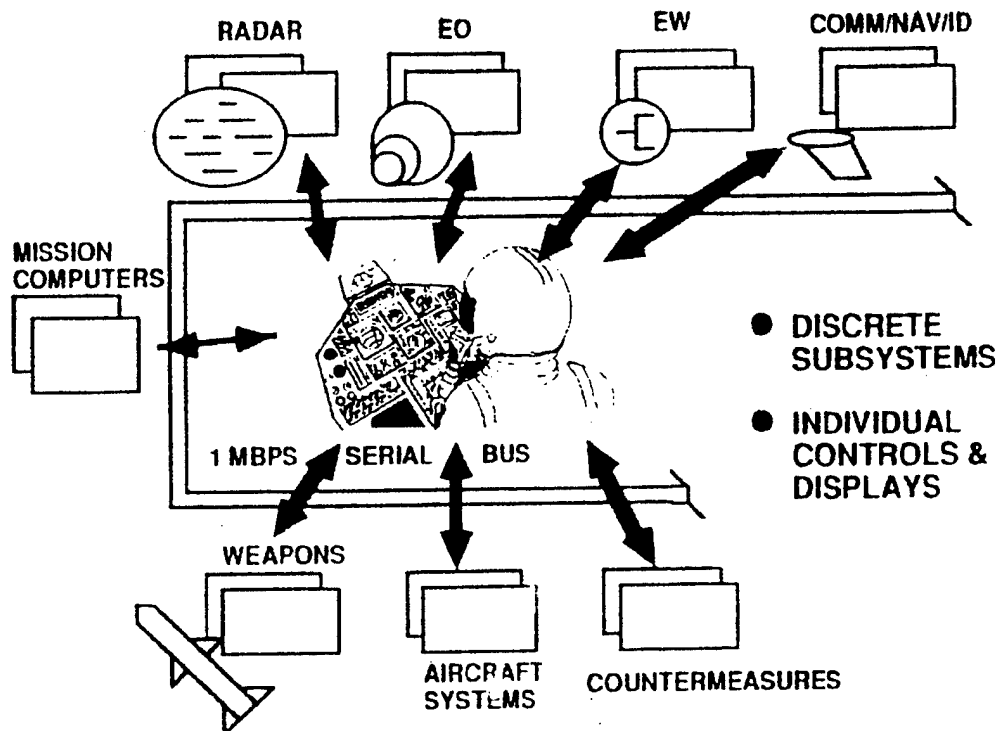 RADAR
EO
EW
COMM/NAV/ID
MISSION
COMPUTERS
● DISCRETE
SUBSYSTEMS
● INDIVIDUAL
CONTROLS &
DISPLAYS
1 MBPS SERIAL BUS
WEAPONS
AIRCRAFT
SYSTEMS
COUNTERMEASURES